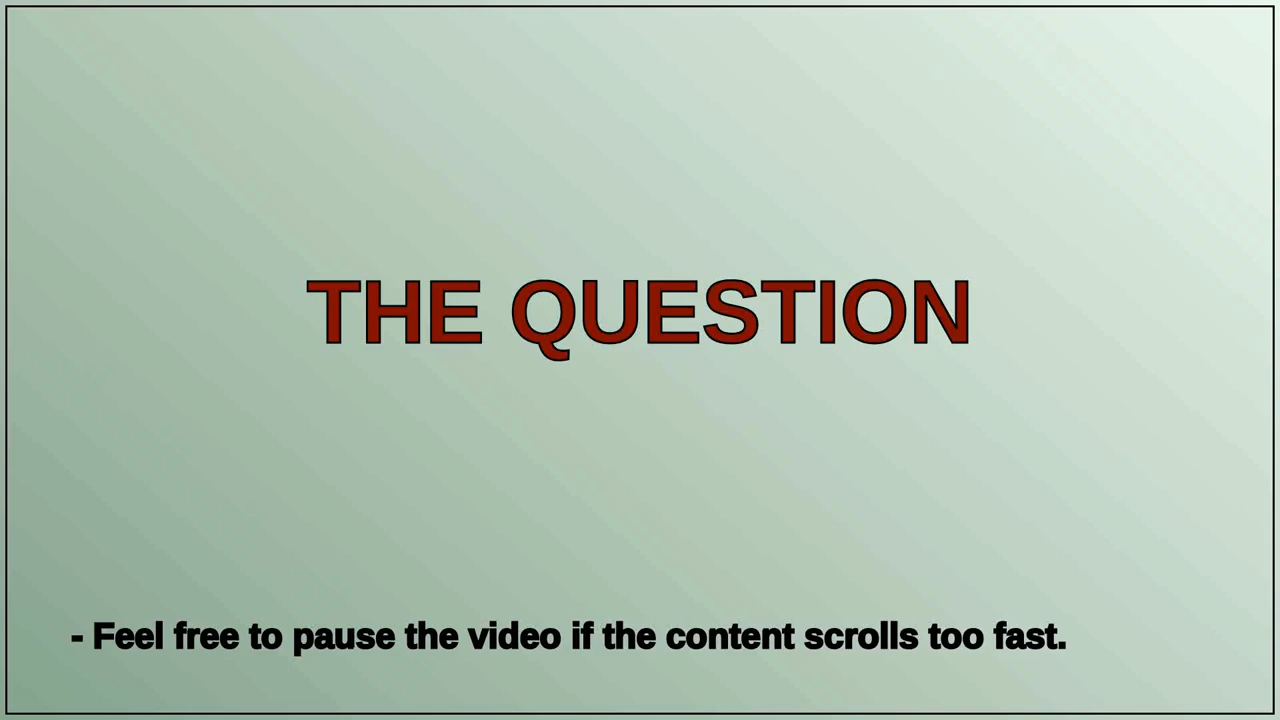 THE QUESTION
- Feel free to pause the video if the content scrolls too fast.